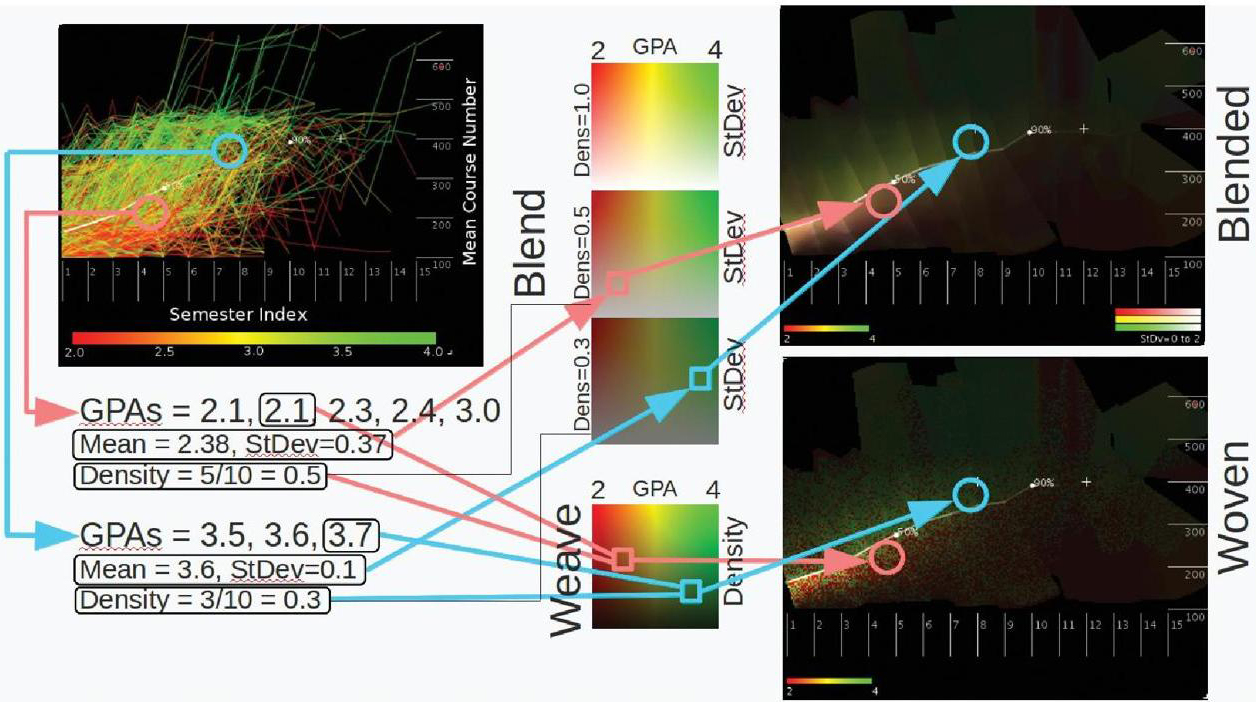 600
500
400
300
200
100
Mean Course Number
90%
50%
1 2 3 4 5 6 7 8 9 10 11 12 13 14 15
Semester Index
2.0 2.5 3.0 3.5 4.0
GPAs = 2.1, 2.1, 2.3, 2.4, 3.0
Mean = 2.38, StDev=0.37
Density = 5/10 = 0.5
GPAs = 3.5, 3.6, 3.7
Mean = 3.6, StDev=0.1
Density = 3/10 = 0.3
Blend
2 GPA 4
Dens=1.0
StDev
Dens=0.5
StDev
Dens=0.3
StDev
Weave
2 GPA 4
Density
600
500
400
300
200
100
90%
50%
1 2 3 4 5 6 7 8 9 10 11 12 13 14 15
2 4
StDv=0 to 2
Blended
600
500
400
300
200
100
90%
50%
1 2 3 4 5 6 7 8 9 10 11 12 13 14 15
2 4
Woven